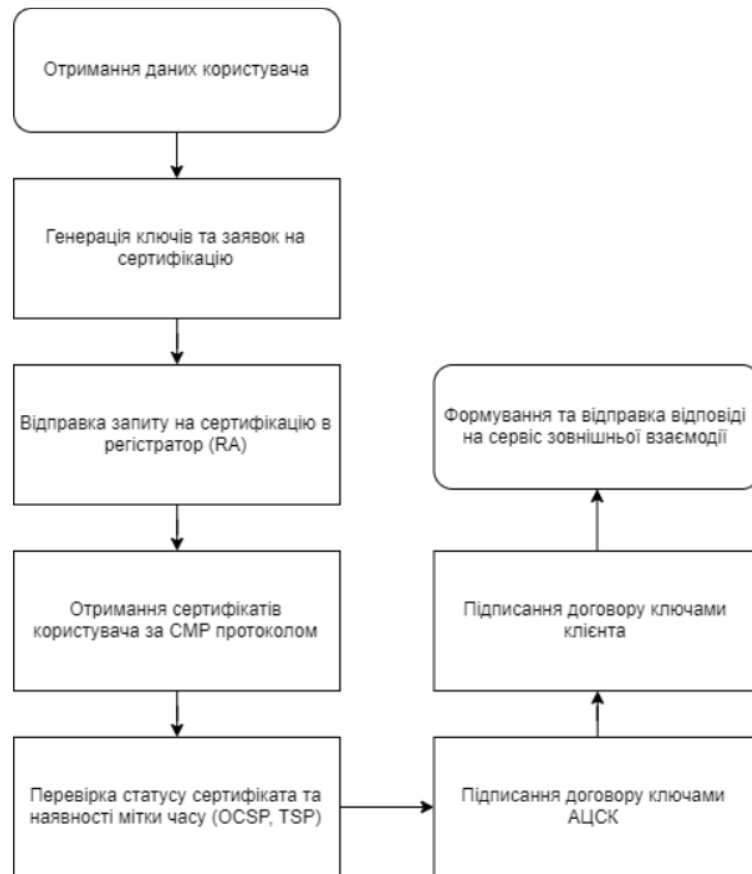 Отримання даних користувача
Генерація ключів та заявок на
сертифікацію
Відправка запиту на сертифікацію в
регістратор (RA)
Отримання сертифікатів
користувача за CMP протоколом
Перевірка статусу сертифіката та
наявності мітки часу (OCSP, TSP)
Підписання договору ключами
АЦСК
Підписання договору ключами
клієнта
Формування та відправка відповіді
на сервіс зовнішньої взаємодії